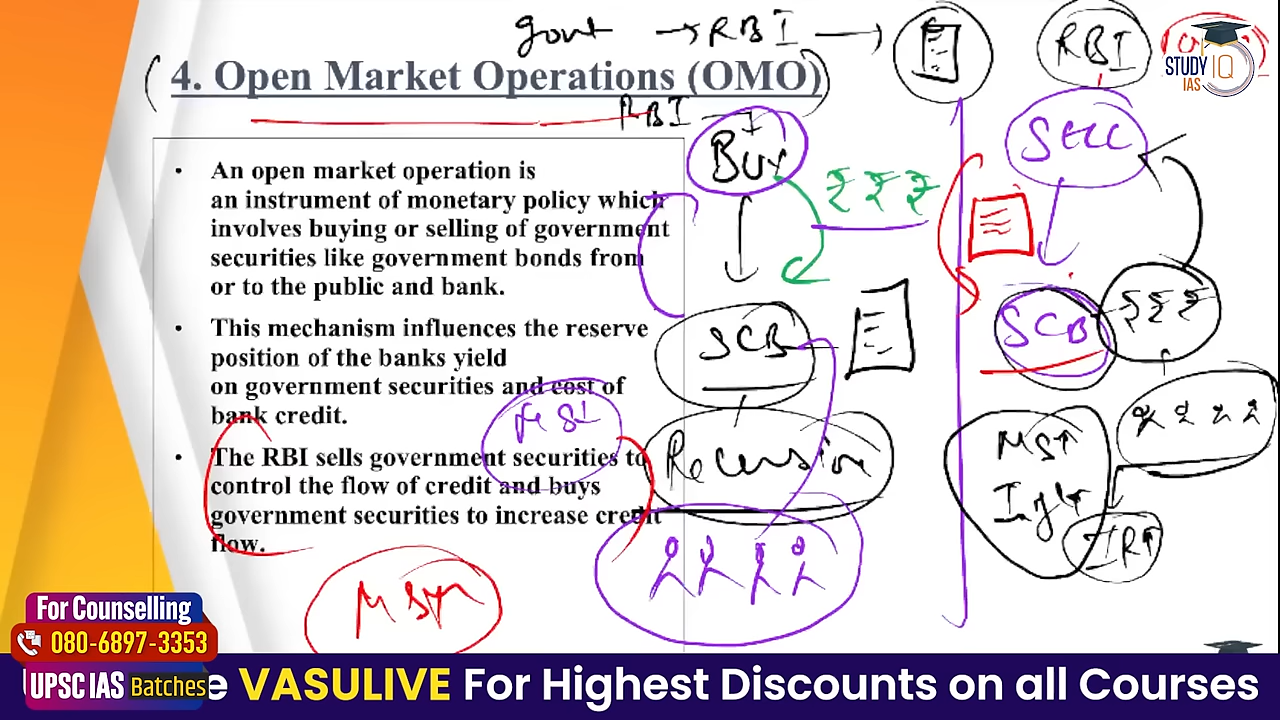 govt → RBI →
RBI
STUDY IQ
IAS
4. Open Market Operations (OMO)
RBI
Buy
SELL
₹ ₹ ₹
• An open market operation is
an instrument of monetary policy which
involves buying or selling of government
securities like government bonds from
or to the public and bank.
• This mechanism influences the reserve
position of the banks yield
on government securities and cost of
bank credit.
• The RBI sells government securities to
control the flow of credit and buys
government securities to increase credit
flow.
SCB
SCB
₹ ₹ ₹
Recession
For Counselling
080-6897-3353
UPSC IAS Batches
e VASULIVE For Highest Discounts on all Courses